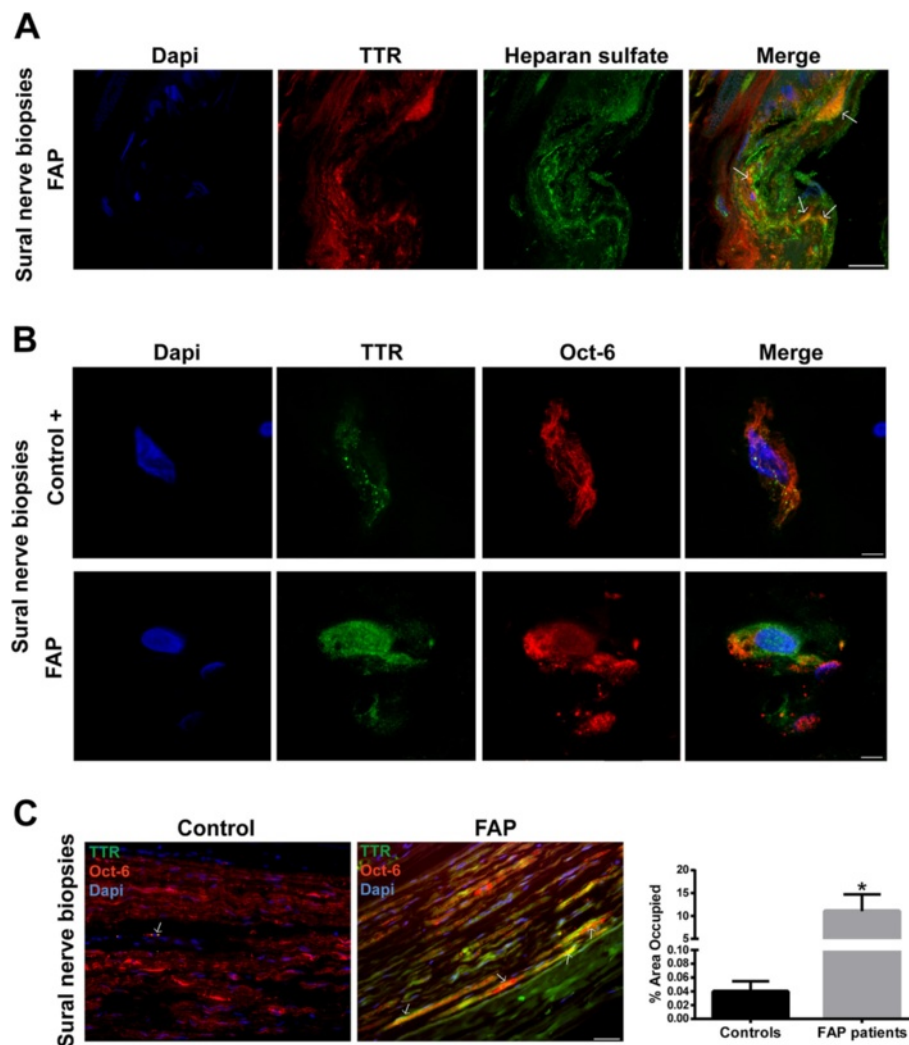 A
Dapi
TTR
Heparan sulfate
Merge
Sural nerve biopsies
FAP
B
Dapi
TTR
Oct-6
Merge
Sural nerve biopsies
Control +
FAP
C
Control
FAP
Sural nerve biopsies
TTR
Oct-6
Dapi
TTR
Oct-6
Dapi
% Area Occupied
20
15
10
5
0.10
0.08
0.06
0.04
0.02
0.00
*
Controls
FAP patients